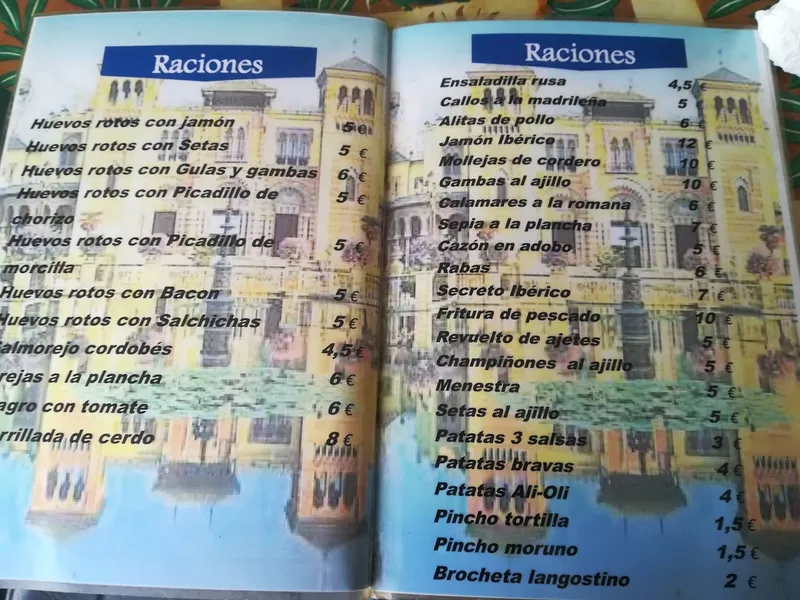 Raciones
Huevos rotos con jamón 5 €
Huevos rotos con Setas 5 €
Huevos rotos con Gulas y gambas 6 €
Huevos rotos con Picadillo de 5 €
chorizo
Huevos rotos con Picadillo de 5 €
morcilla
Huevos rotos con Bacon 5 €
Huevos rotos con Salchichas 5 €
almorejo cordobés 4,5 €
rejas a la plancha 6 €
agro con tomate 6 €
rrillada de cerdo 8 €
Raciones
Ensaladilla rusa 4,5 €
Callos a la madrileña 5 €
Alitas de pollo 6 €
Jamón Ibérico 12 €
Mollejas de cordero 10 €
Gambas al ajillo 10 €
Calamares a la romana 6 €
Sepia a la plancha 7 €
Cazón en adobo 5 €
Rabas 6 €
Secreto Ibérico 7 €
Fritura de pescado 10 €
Revuelto de ajetes 5 €
Champiñones al ajillo 5 €
Menestra 5 €
Setas al ajillo 5 €
Patatas 3 salsas 3 €
Patatas bravas 4 €
Patatas Ali-Oli 4 €
Pincho tortilla 1,5 €
Pincho moruno 1,5 €
Brocheta langostino 2 €